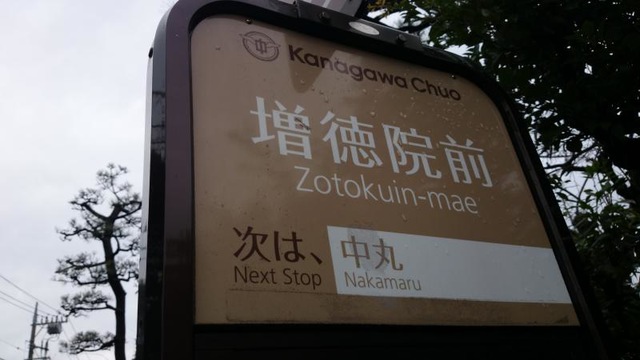 Kanagawa Chuo
増徳院前
Zotokuin-mae
次は、 中丸
Next Stop Nakamaru